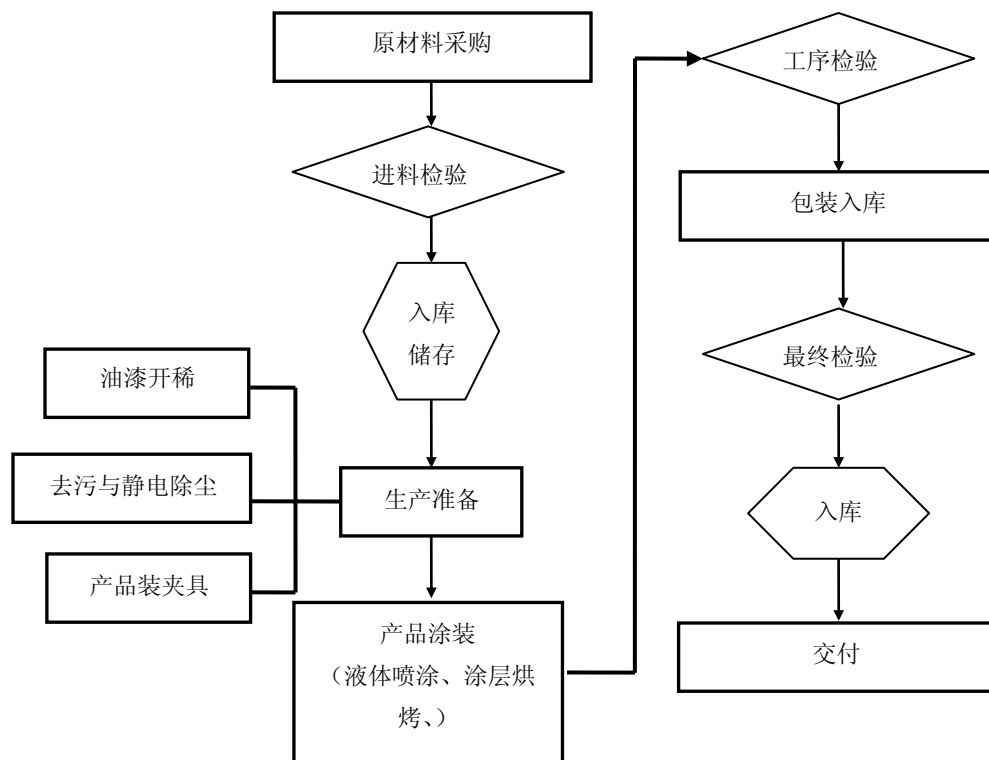 原材料采购
进料检验
入库
储存
油漆开稀
去污与静电除尘
生产准备
产品装夹具
产品涂装
（液体喷涂、涂层烘
烤、）
工序检验
包装入库
最终检验
入库
交付